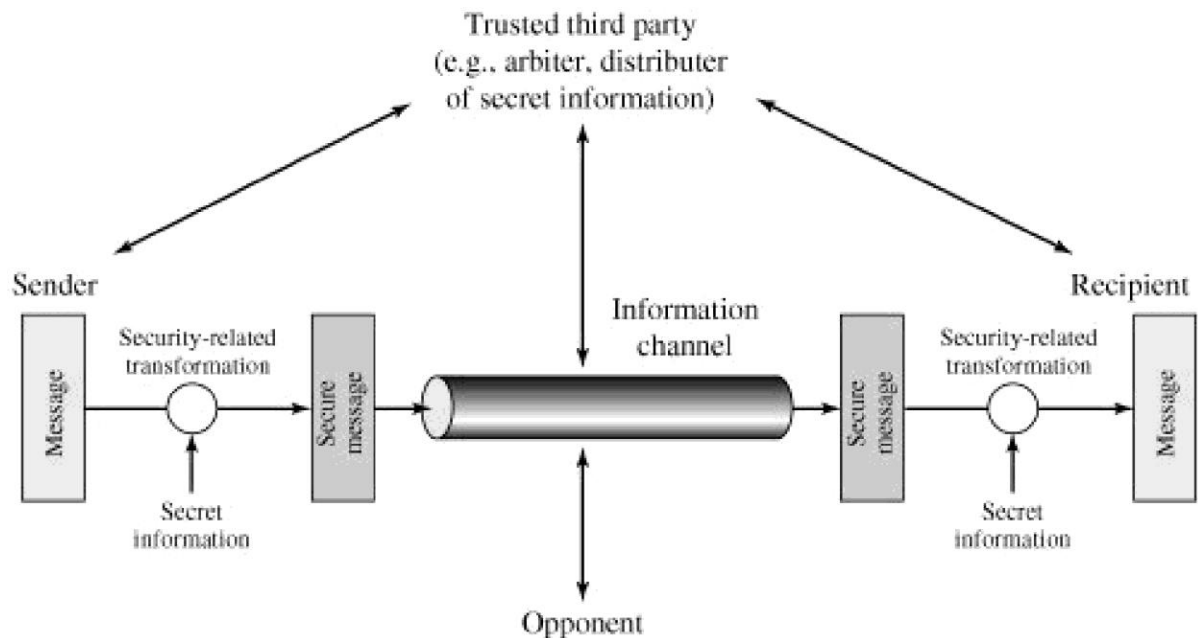 Trusted third party
(e.g., arbiter, distributer
of secret information)
Sender
Recipient
Information
channel
Security-related
transformation
Security-related
transformation
Message
Secure
message
Secure
message
Message
Secret
information
Secret
information
Opponent